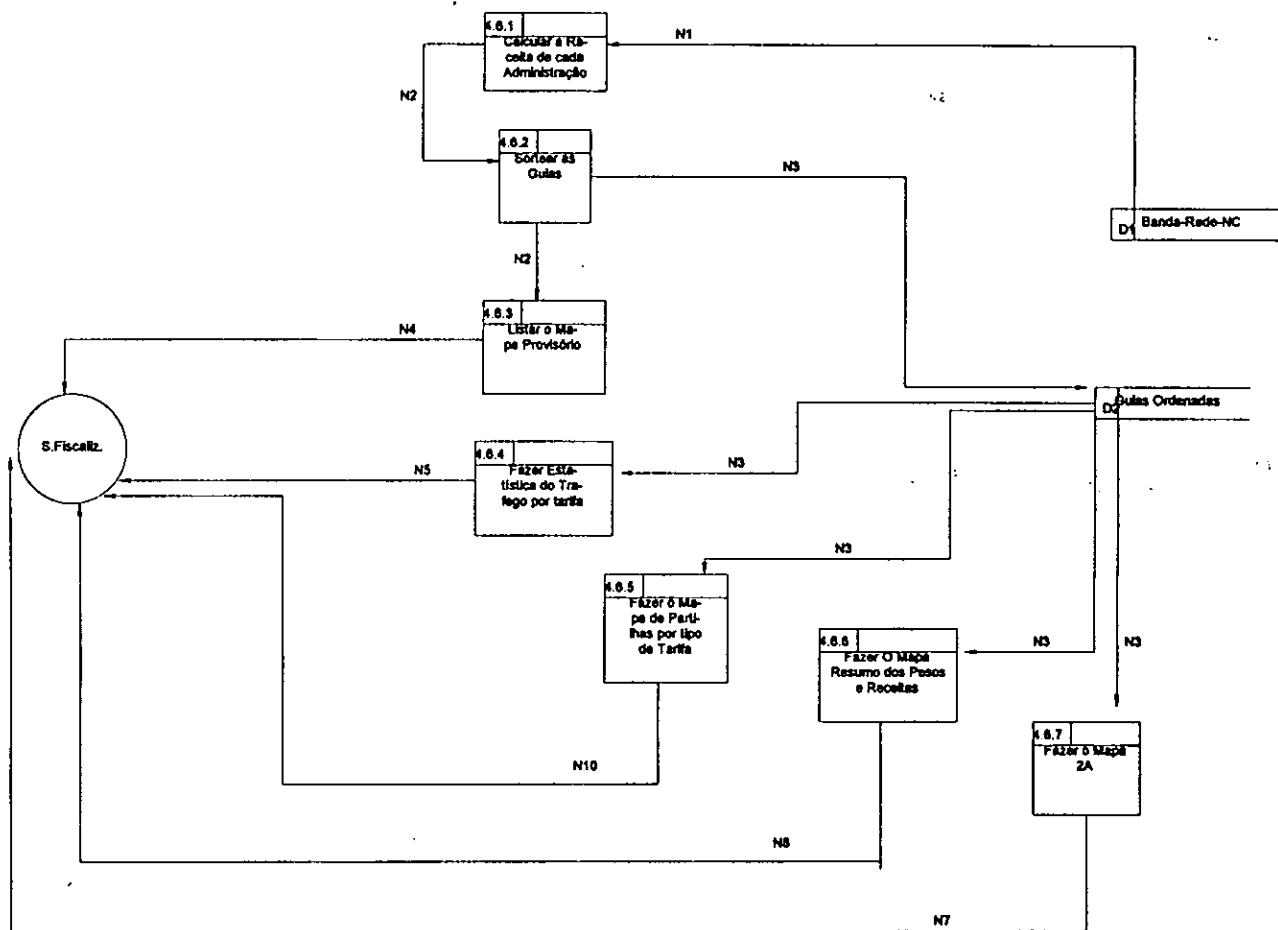 4.6.1
Calcular a Re-
ceita de cada
Administração
N1
N2
4.6.2
Sortear as
Guias
N3
D1 Banda-Rede-NC
N2
4.6.3
Listar o Ma-
pa Provisório
N4
D2 Guias Ordenadas
S.Fiscaliz.
4.6.4
Fazer Esta-
tística do Tra-
fego por tarifa
N5
N3
N3
4.6.5
Fazer o Ma-
pa de Parti-
lhas por tipo
de Tarifa
4.6.6
Fazer O Mapa
Resumo dos Pesos
e Receitas
N3
N3
4.6.7
Fazer o Mapa
2A
N10
N8
N7